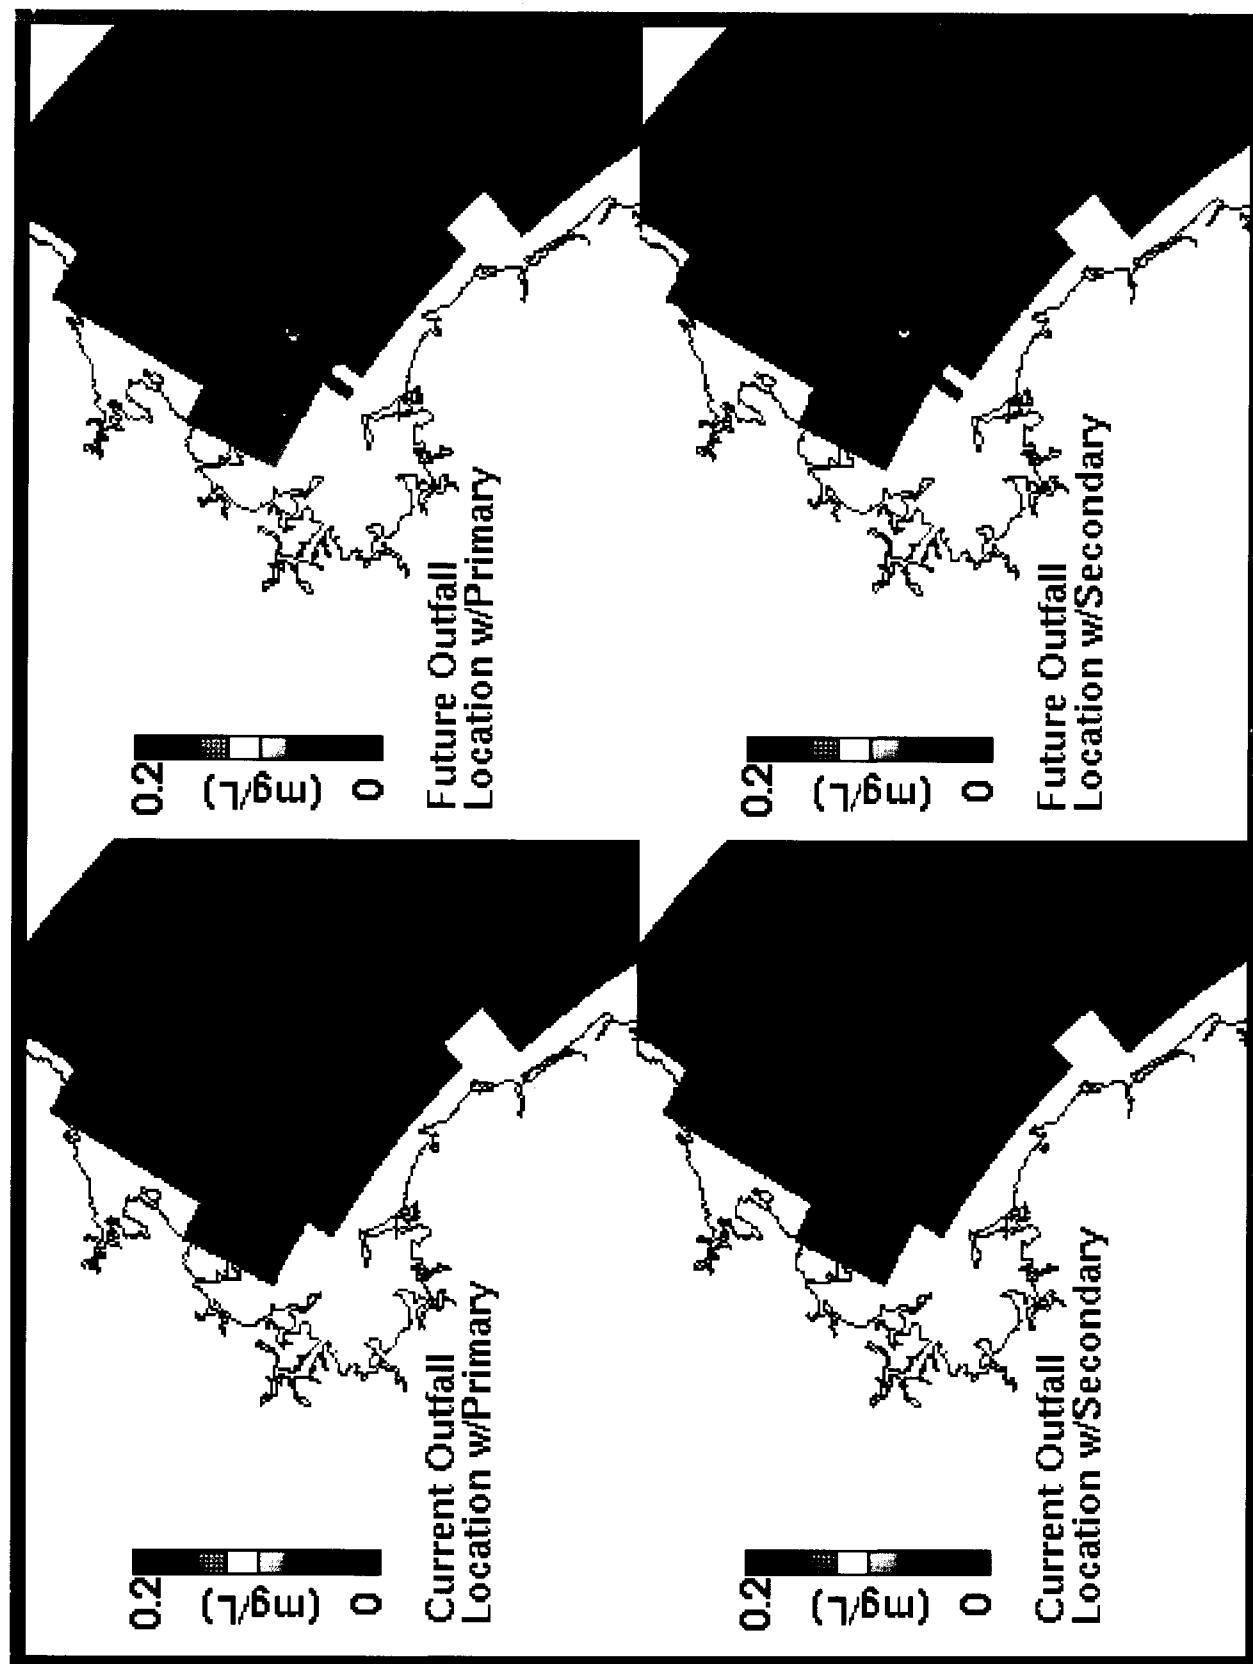 0.2
(mg/L)
0
Current Outfall
Location w/Primary
0.2
(mg/L)
0
Future Outfall
Location w/Primary
0.2
(mg/L)
0
Current Outfall
Location w/Secondary
0.2
(mg/L)
0
Future Outfall
Location w/Secondary